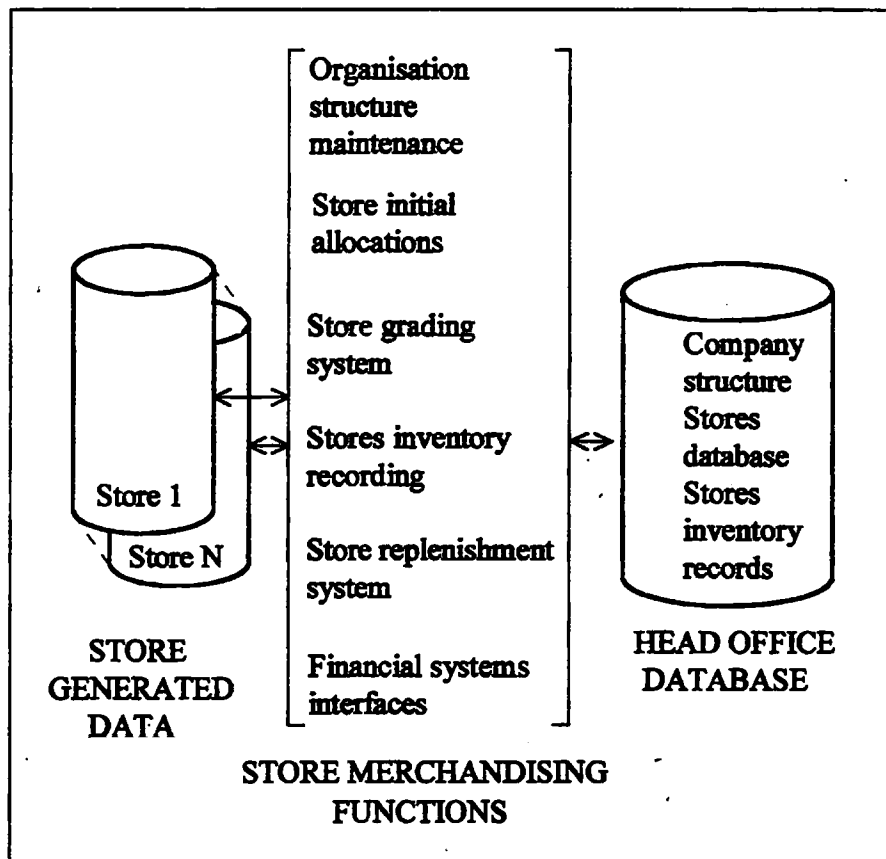 Store 1
Store N
STORE
GENERATED
DATA
Organisation
structure
maintenance
Store initial
allocations
Store grading
system
Stores inventory
recording
Store replenishment
system
Financial systems
interfaces
STORE MERCHANDISING
FUNCTIONS
Company
structure
Stores
database
Stores
inventory
records
HEAD OFFICE
DATABASE